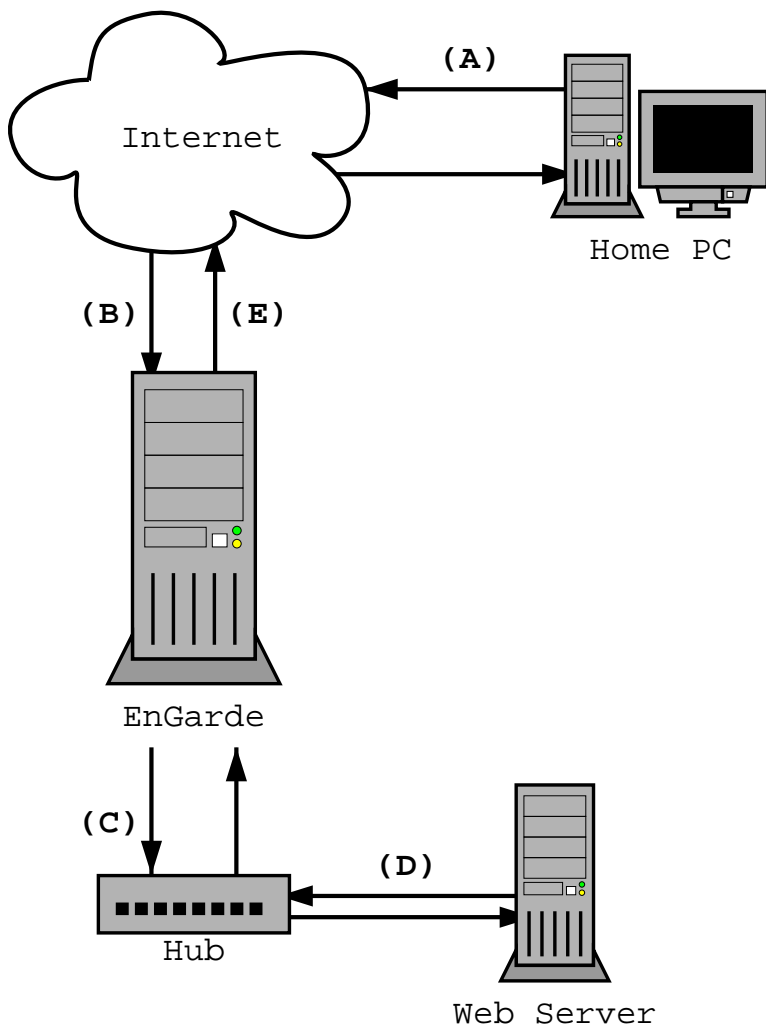 (A)
Internet
Home PC
(B) (E)
EnGarde
(C)
(D)
Hub
Web Server